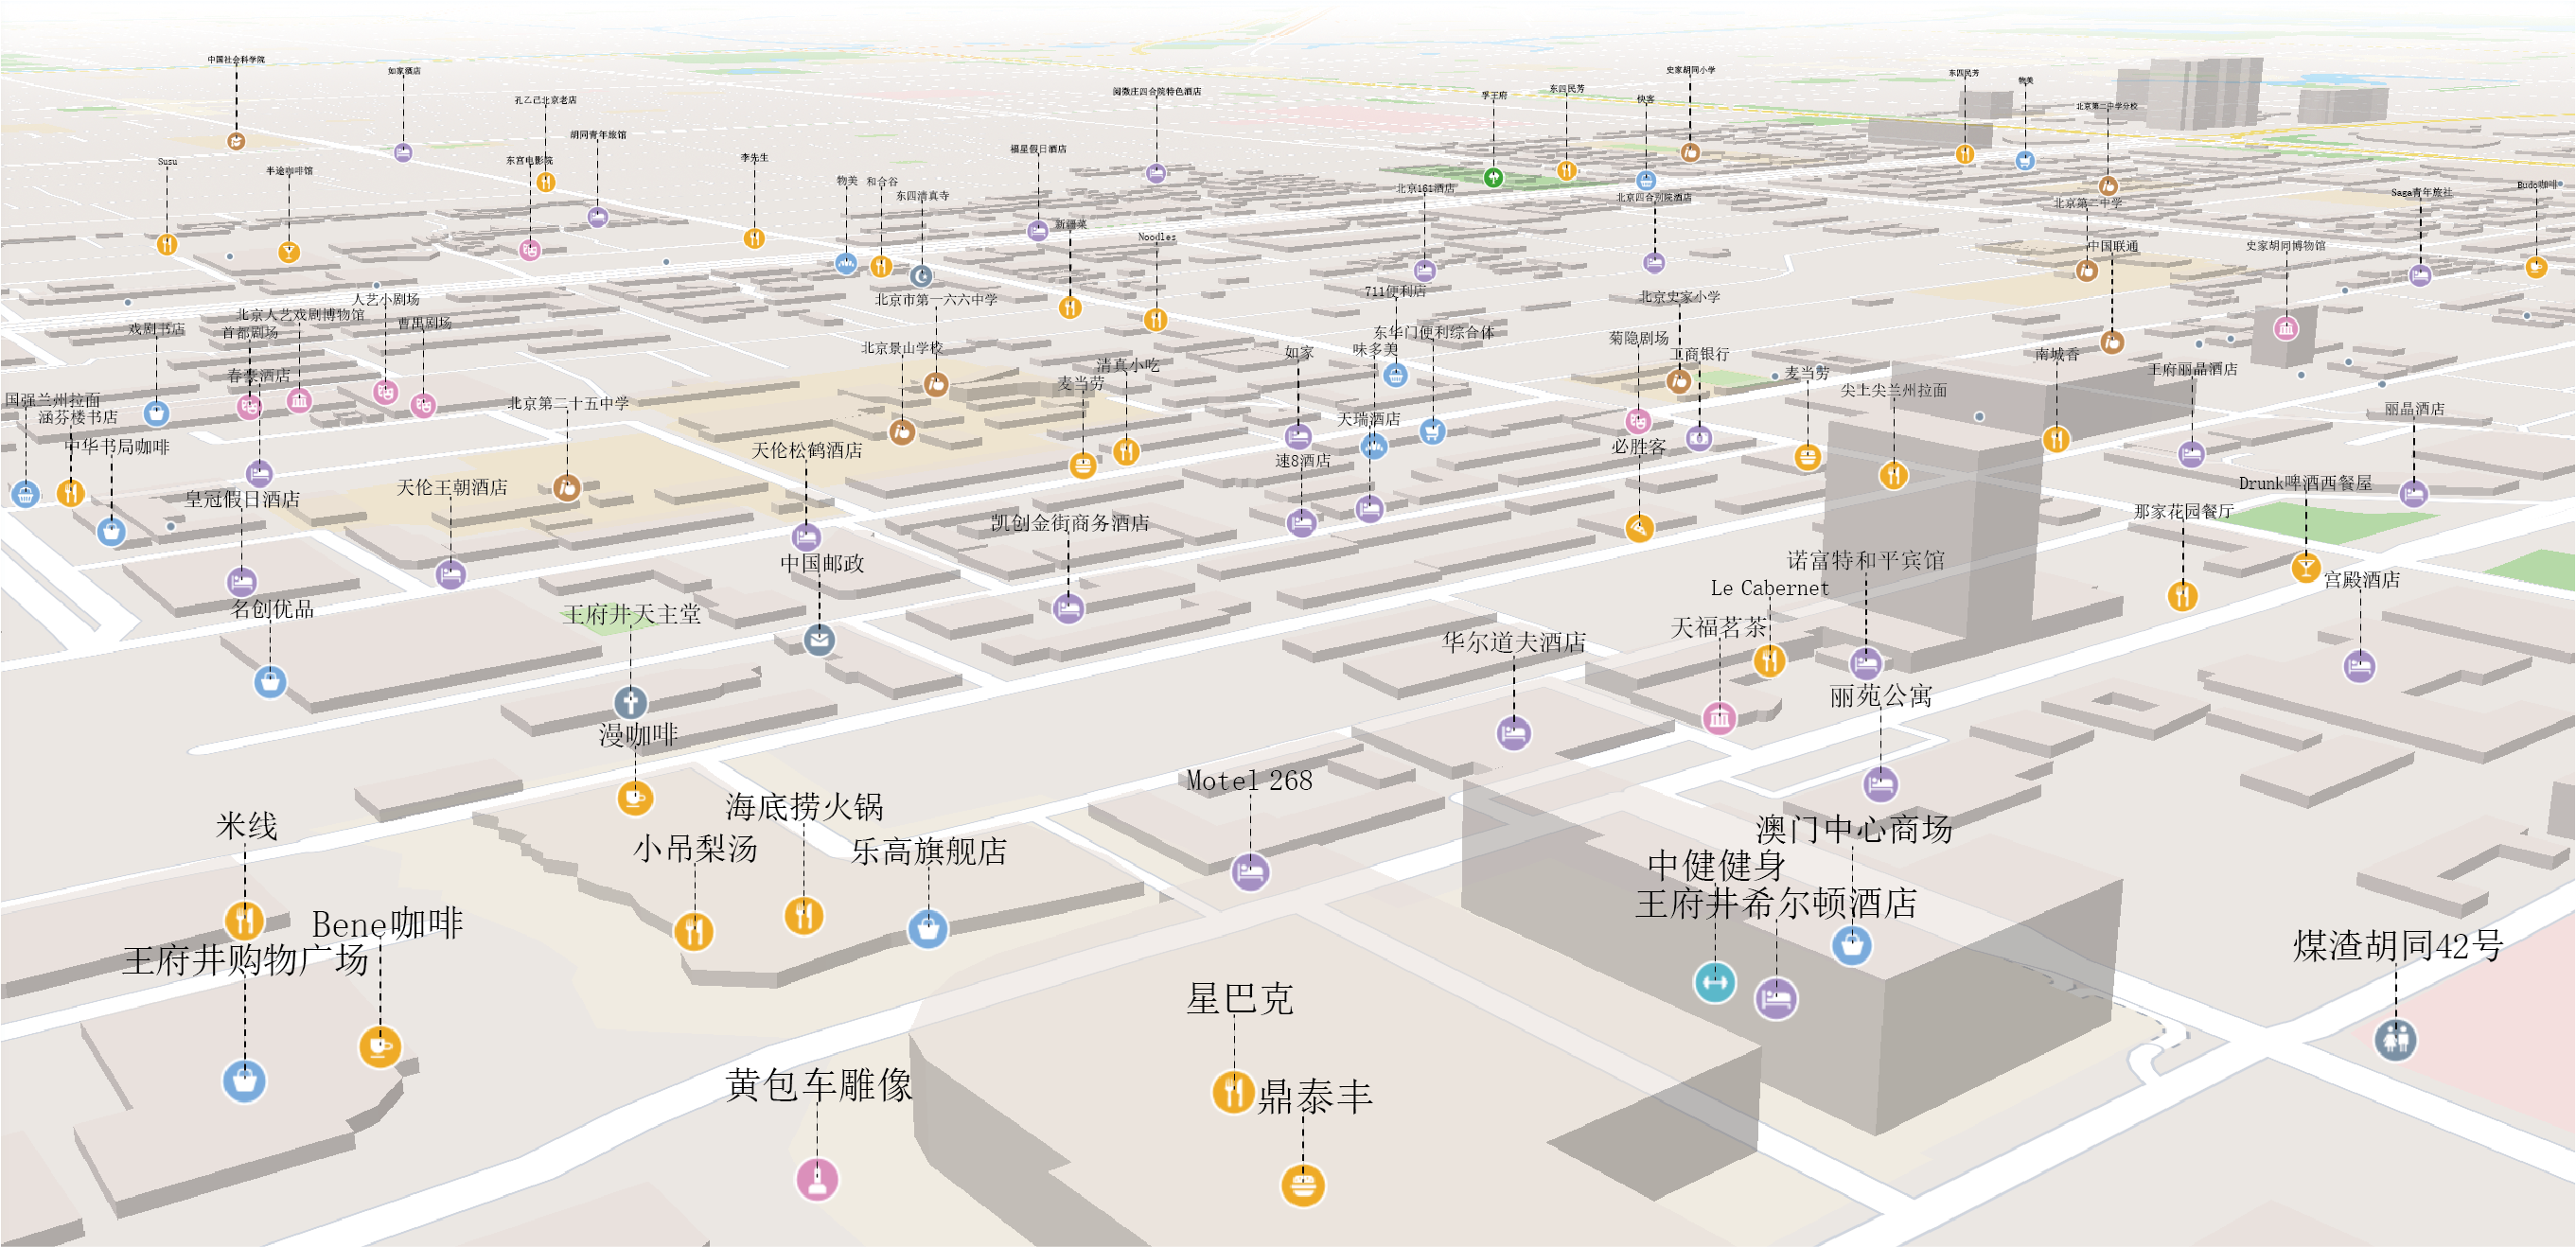 中国社会科学院
如家酒店
史家胡同小学
东四民芳
物美
东四民芳
阅微庄四合院特色酒店
孚王府
孔乙己北京老店
快客
北京第二中学分校
胡同青年旅馆
福星假日酒店
李先生
东宫电影院
Susu
半途咖啡馆
物美
和合谷
Budo咖啡
北京161酒店
Saga青年旅社
东四清真寺
北京四合别院酒店
北京第二中学
新疆菜
Noodles
中国联通
史家胡同博物馆
711便利店
北京史家小学
人艺小剧场
北京市第一六六中学
北京人艺戏剧博物馆
曹禺剧场
戏剧书店
首都剧场
东华门便利综合体
菊隐剧场
北京景山学校
味多美
如家
工商银行
南城香
清真小吃
王府丽晶酒店
春秦酒店
麦当劳
麦当劳
尖上尖兰州拉面
国强兰州拉面
北京第二十五中学
丽晶酒店
涵芬楼书店
天瑞酒店
中华书局咖啡
必胜客
天伦松鹤酒店
速8酒店
Drunk啤酒西餐屋
天伦王朝酒店
皇冠假日酒店
那家花园餐厅
凯创金街商务酒店
诺富特和平宾馆
中国邮政
宫殿酒店
Le Cabernet
名创优品
王府井天主堂
天福茗茶
华尔道夫酒店
丽苑公寓
漫咖啡
Motel 268
海底捞火锅
米线
澳门中心商场
小吊梨汤
乐高旗舰店
中健健身
王府井希尔顿酒店
Bene咖啡
煤渣胡同42号
王府井购物广场
星巴克
黄包车雕像
鼎泰丰